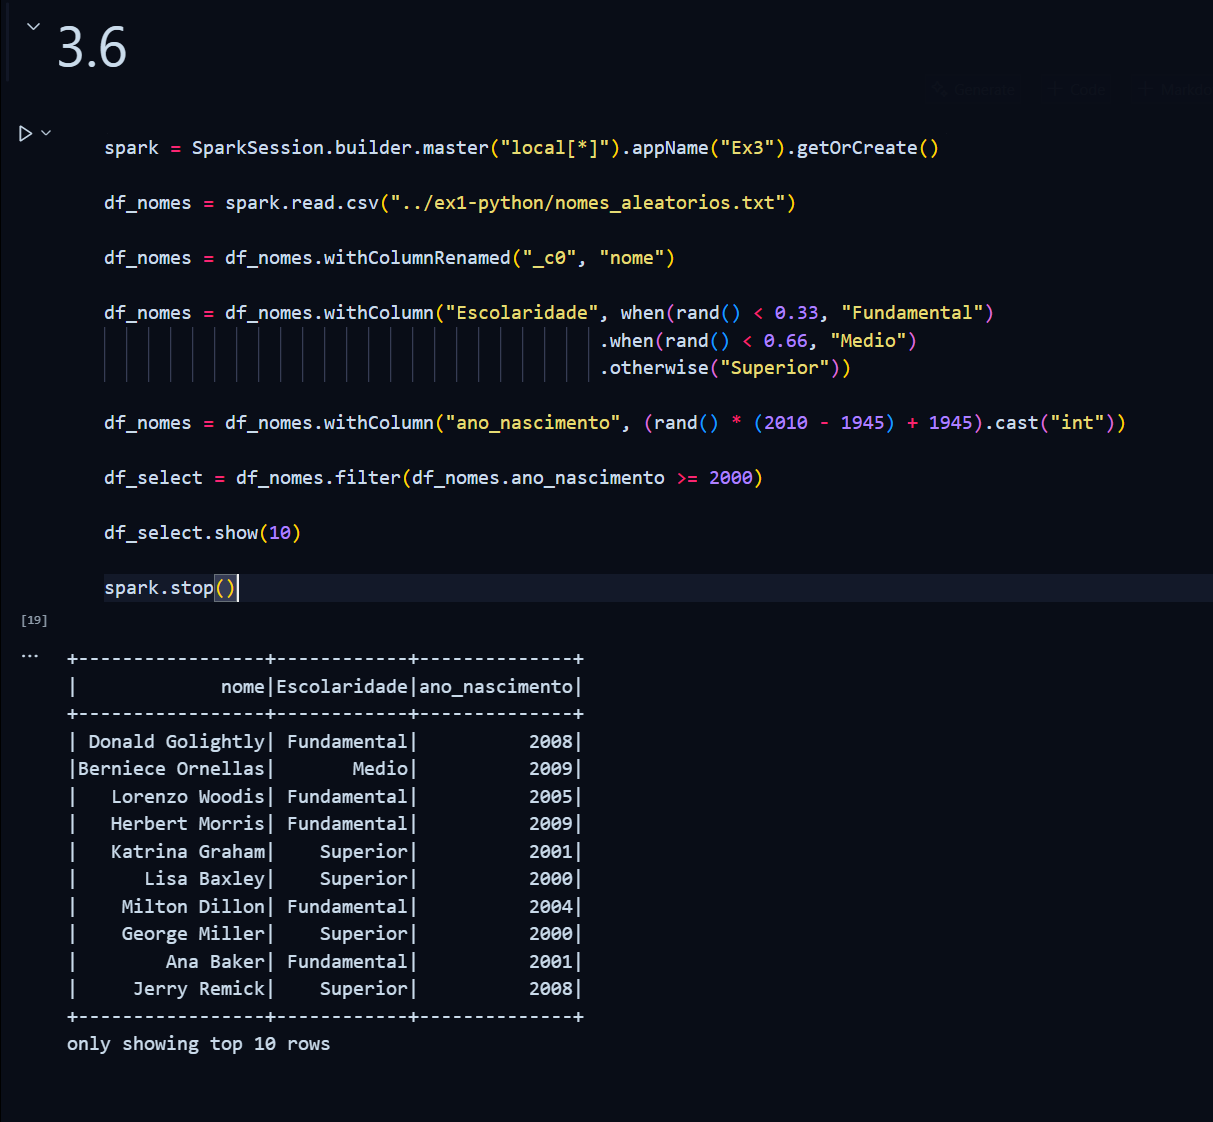 3.6
Generate + Code + Markdown
spark = SparkSession.builder.master("local[*]").appName("Ex3").getOrCreate()
df_nomes = spark.read.csv("../ex1-python/nomes_aleatorios.txt")
df_nomes = df_nomes.withColumnRenamed("_c0", "nome")
df_nomes = df_nomes.withColumn("Escolaridade", when(rand() < 0.33, "Fundamental")
.when(rand() < 0.66, "Medio")
.otherwise("Superior"))
df_nomes = df_nomes.withColumn("ano_nascimento", (rand() * (2010 - 1945) + 1945).cast("int"))
df_select = df_nomes.filter(df_nomes.ano_nascimento >= 2000)
df_select.show(10)
spark.stop()
[19]
...
+-----------------+------------+--------------+
|             nome|Escolaridade|ano_nascimento|
+-----------------+------------+--------------+
| Donald Golightly| Fundamental|          2008|
|Berniece Ornellas|       Medio|          2009|
|   Lorenzo Woodis| Fundamental|          2005|
|   Herbert Morris| Fundamental|          2009|
|   Katrina Graham|    Superior|          2001|
|      Lisa Baxley|    Superior|          2000|
|    Milton Dillon| Fundamental|          2004|
|    George Miller|    Superior|          2000|
|        Ana Baker| Fundamental|          2001|
|     Jerry Remick|    Superior|          2008|
+-----------------+------------+--------------+
only showing top 10 rows